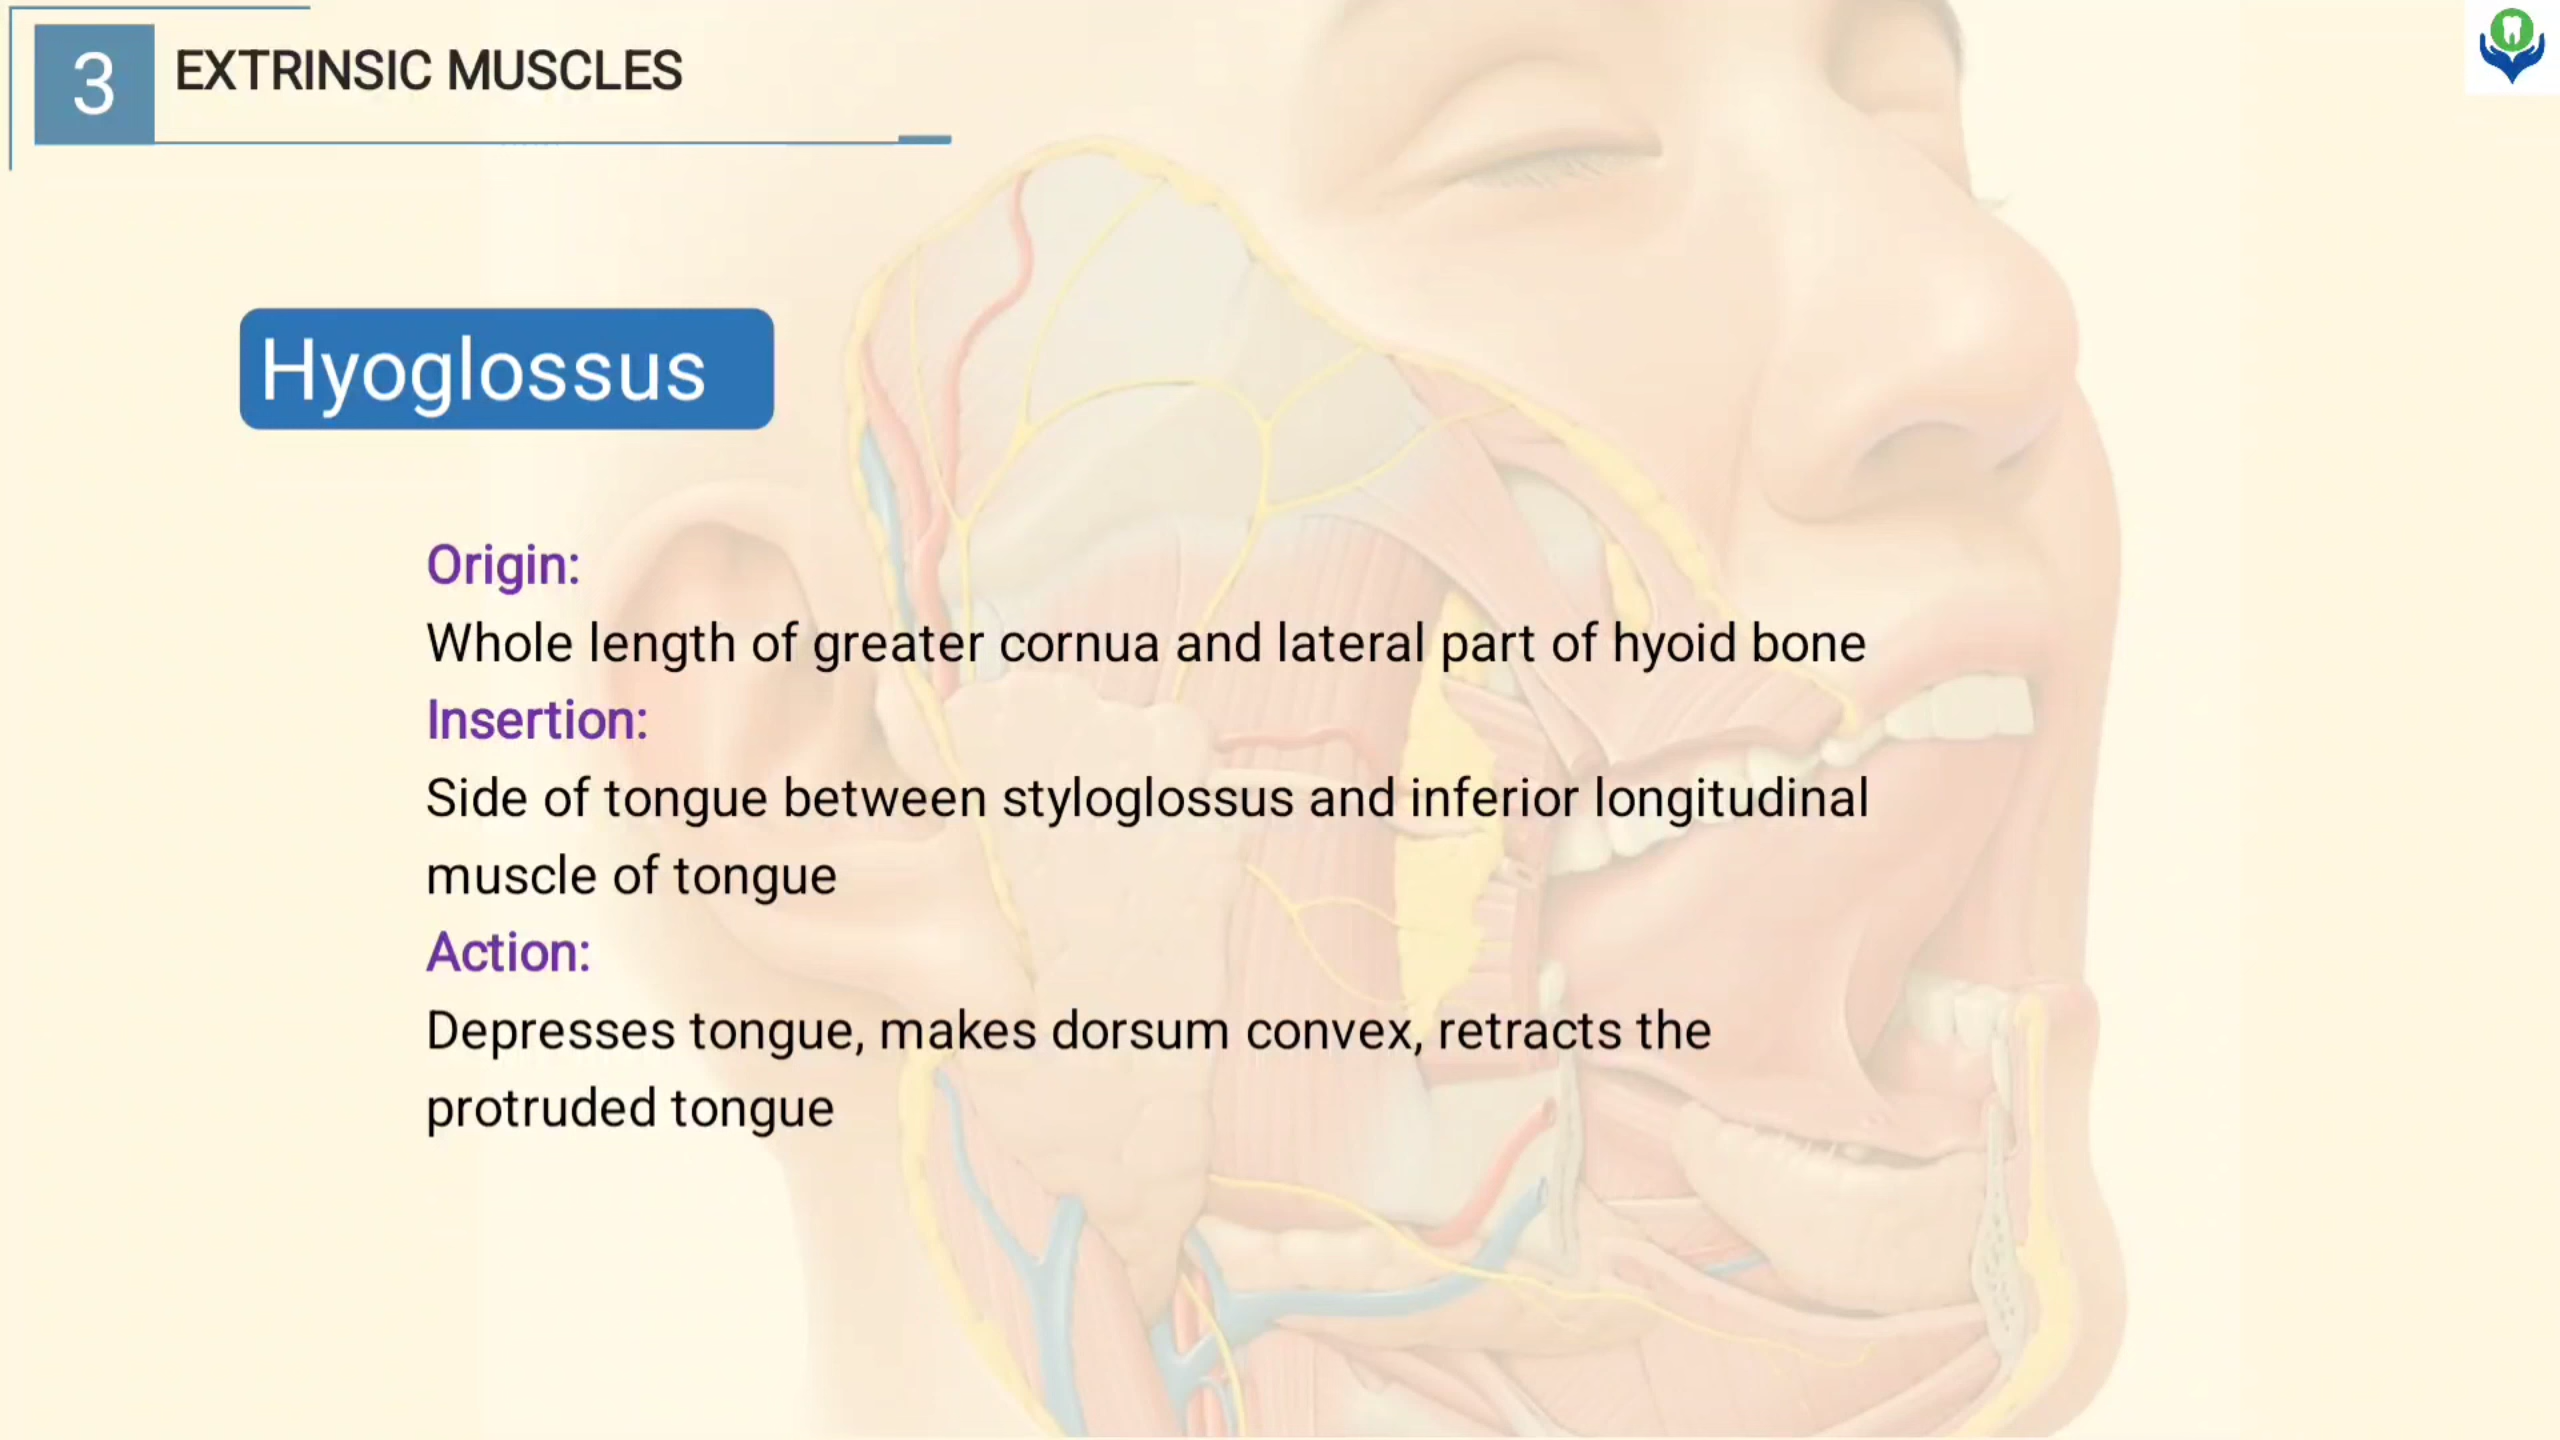 3
EXTRINSIC MUSCLES
Hyoglossus
Origin:
Whole length of greater cornua and lateral part of hyoid bone
Insertion:
Side of tongue between styloglossus and inferior longitudinal
muscle of tongue
Action:
Depresses tongue, makes dorsum convex, retracts the
protruded tongue